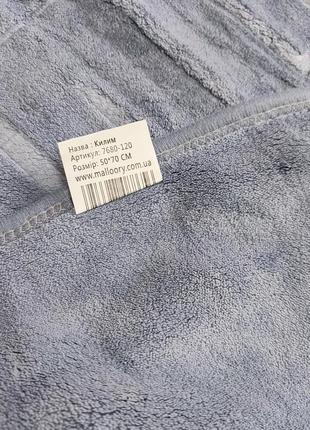 Назва : Килим
Артикул: 7680-120
Розмір: 50*70 СМ
www.malloory.com.ua